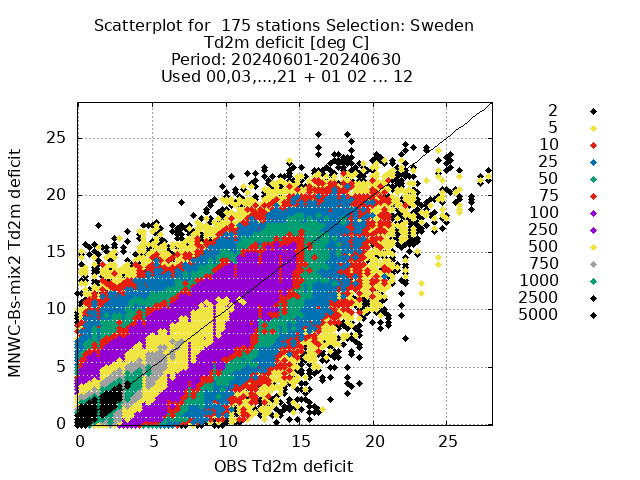 Scatterplot for  175 stations Selection: Sweden
Td2m deficit [deg C]
Period: 20240601-20240630
Used 00,03,...,21 + 01 02 ... 12
MNWC-Bs-mix2 Td2m deficit
25
20
15
10
5
0
0 5 10 15 20 25
OBS Td2m deficit
2
5
10
25
50
75
100
250
500
750
1000
2500
5000